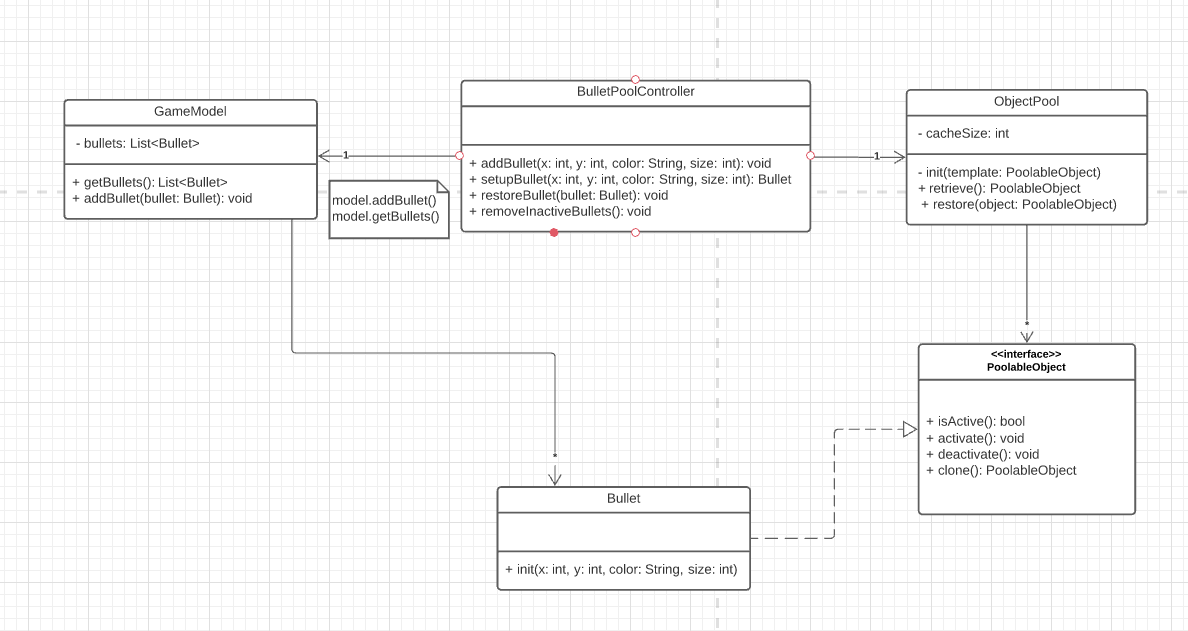 GameModel
- bullets: List<Bullet>
+ getBullets(): List<Bullet>
+ addBullet(bullet: Bullet): void
1
model.addBullet()
model.getBullets()
BulletPoolController
+ addBullet(x: int, y: int, color: String, size: int): void
+ setupBullet(x: int, y: int, color: String, size: int): Bullet
+ restoreBullet(bullet: Bullet): void
+ removeInactiveBullets(): void
1
ObjectPool
- cacheSize: int
- init(template: PoolableObject)
+ retrieve(): PoolableObject
+ restore(object: PoolableObject)
*
<<interface>>
PoolableObject
+ isActive(): bool
+ activate(): void
+ deactivate(): void
+ clone(): PoolableObject
*
Bullet
+ init(x: int, y: int, color: String, size: int)